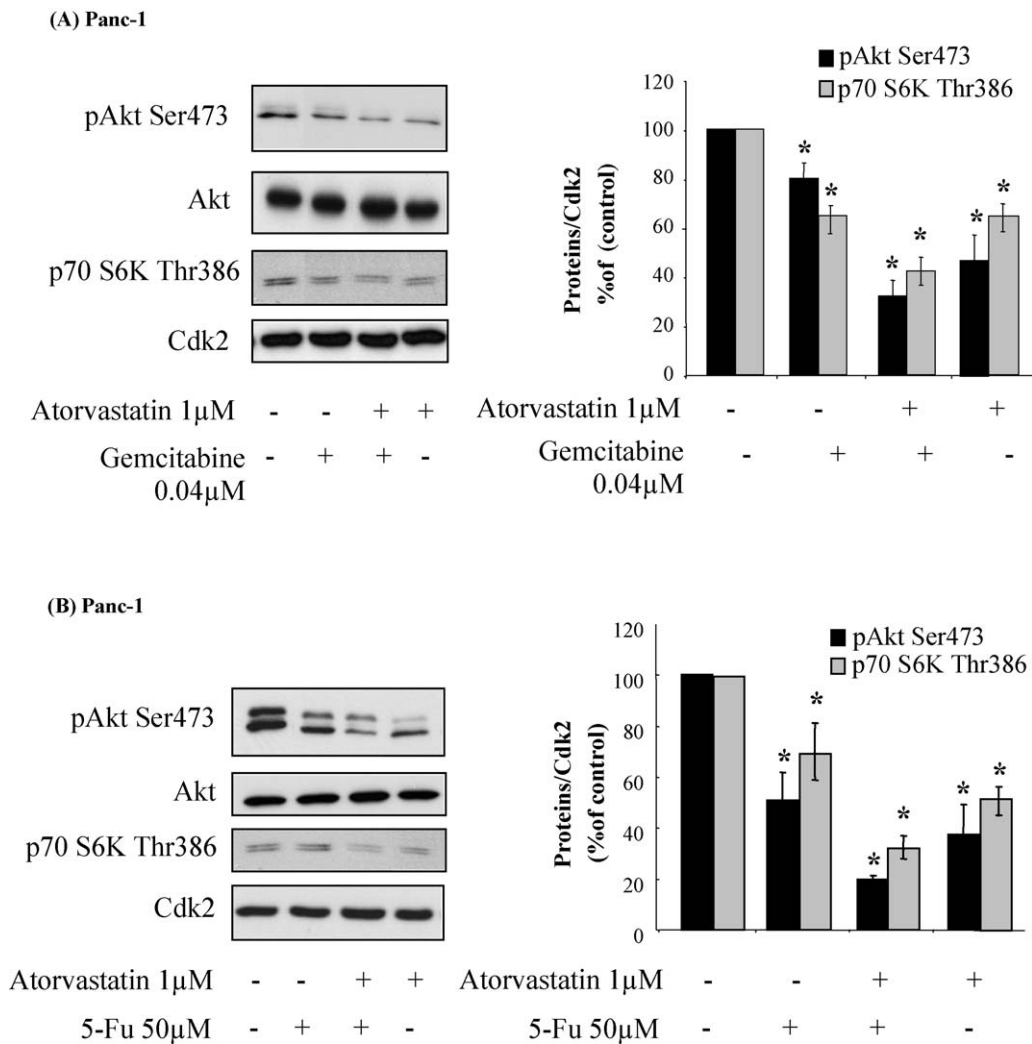 (A) Panc-1
pAkt Ser473
Akt
p70 S6K Thr386
Cdk2
Atorvastatin 1µM - - + +
Gemcitabine - + + -
0.04µM
pAkt Ser473
p70 S6K Thr386
Proteins/Cdk2
%of (control)
120
100
80
60
40
20
0
* * * * * *
Atorvastatin 1µM - - + +
Gemcitabine - + + -
0.04µM
(B) Panc-1
pAkt Ser473
Akt
p70 S6K Thr386
Cdk2
Atorvastatin 1µM - - + +
5-Fu 50µM - + + -
pAkt Ser473
p70 S6K Thr386
Proteins/Cdk2
(%of control)
120
100
80
60
40
20
0
* * * * * *
Atorvastatin 1µM - - + +
5-Fu 50µM - + + -